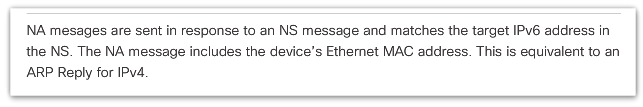 NA mesages are sent in response to an NS message and matches the target IPv6 address in
the NS. The NA message includes the device's Ethernet MAC address. This is equivalent to an
ARP Reply for IPv4.